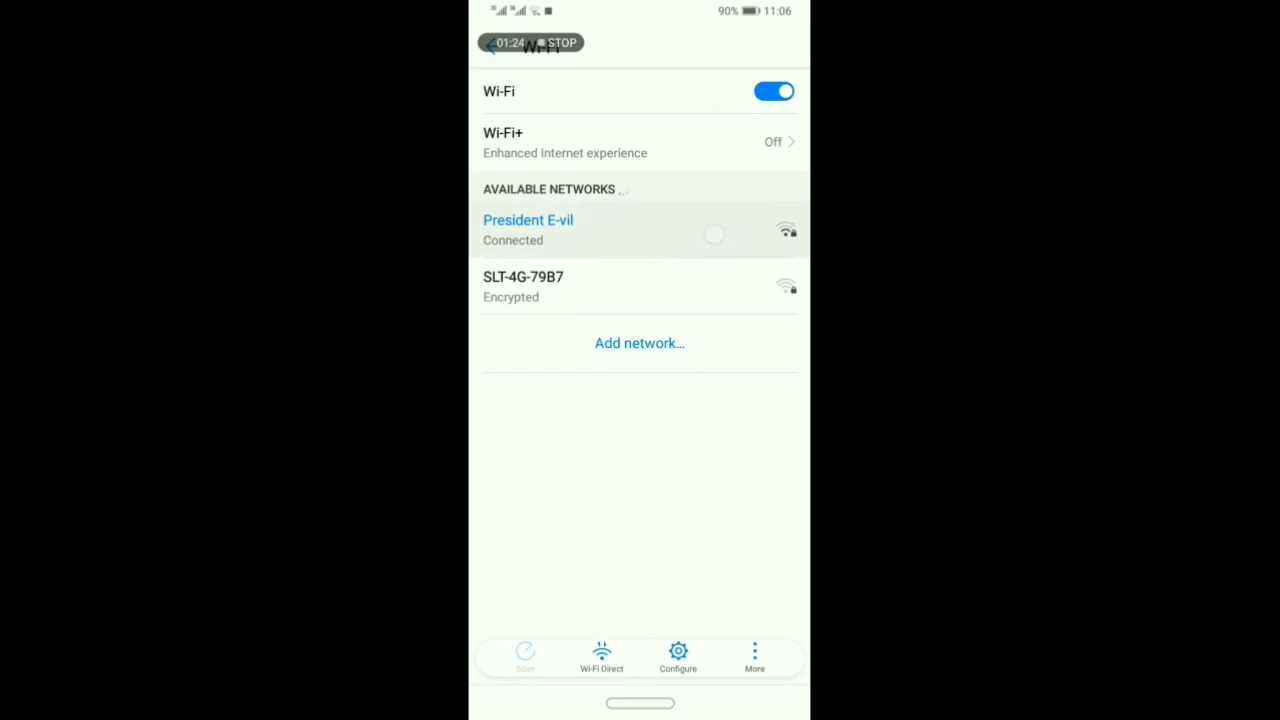 90% 11:06
01:24 STOP
Wi-Fi
Wi-Fi
Wi-Fi+
Off
Enhanced Internet experience
AVAILABLE NETWORKS
President E-vil
Connected
SLT-4G-79B7
Encrypted
Add network...
Scan Wi-Fi Direct Configure More